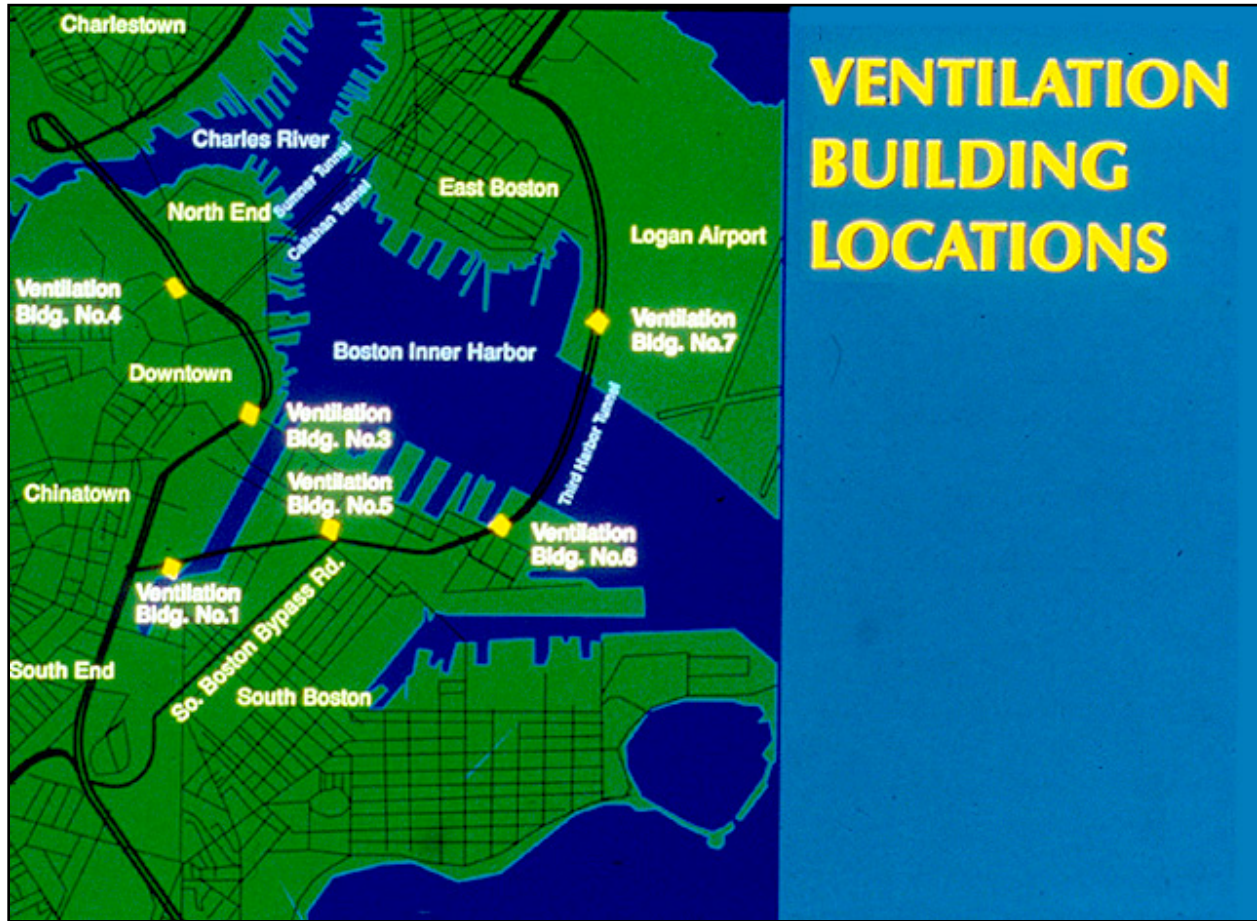 VENTILATION
BUILDING
LOCATIONS
Charlestown
Charles River
Sumner Tunnel
Callahan Tunnel
North End
East Boston
Logan Airport
Ventilation
Bldg. No.4
Ventilation
Bldg. No.7
Boston Inner Harbor
Downtown
Ventilation
Bldg. No.3
Third Harbor Tunnel
Chinatown
Ventilation
Bldg. No.5
Ventilation
Bldg. No.6
Ventilation
Bldg. No.1
So. Boston Bypass Rd.
South End
South Boston